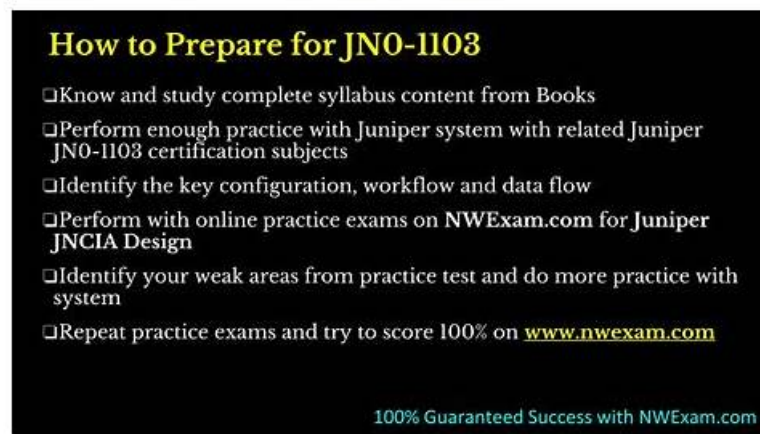 How to Prepare for JN0-1103
❑Know and study complete syllabus content from Books
❑Perform enough practice with Juniper system with related Juniper
JN0-1103 certification subjects
❑Identify the key configuration, workflow and data flow
❑Perform with online practice exams on NWExam.com for Juniper
JNCIA Design
❑Identify your weak areas from practice test and do more practice with
system
❑Repeat practice exams and try to score 100% on www.nwexam.com
100% Guaranteed Success with NWExam.com